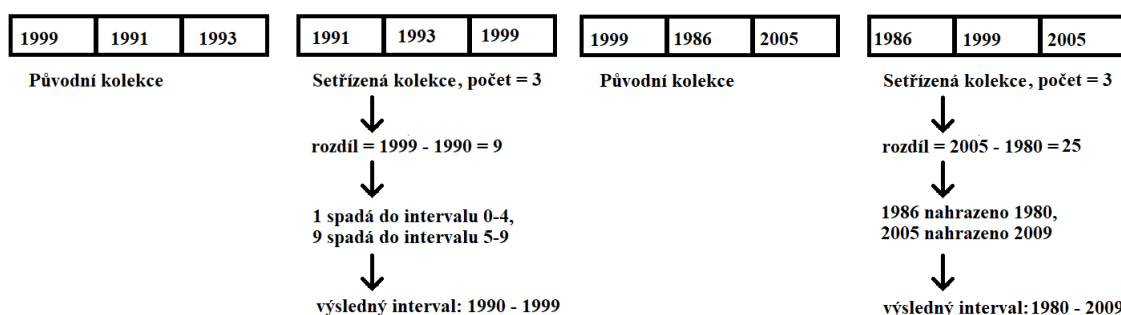 1999 1991 1993
Původní kolekce
1991 1993 1999
Setřízená kolekce, počet = 3
rozdíl = 1999 - 1990 = 9
1 spadá do intervalu 0-4,
9 spadá do intervalu 5-9
výsledný interval: 1990 - 1999
1999 1986 2005
Původní kolekce
1986 1999 2005
Setřízená kolekce, počet = 3
rozdíl = 2005 - 1980 = 25
1986 nahrazeno 1980,
2005 nahrazeno 2009
výsledný interval: 1980 - 2009